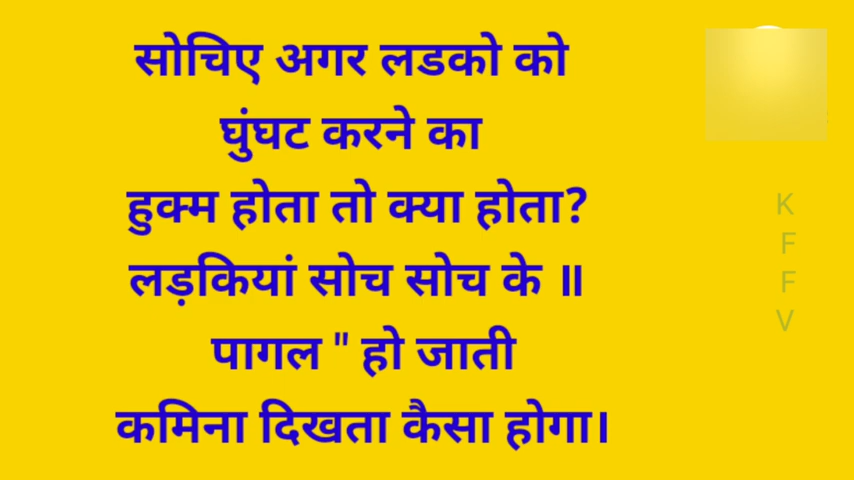 सोचिए अगर लडको को
घुंघट करने का
हुक्म होता तो क्या होता?
लड़कियां सोच सोच के ॥
पागल " हो जाती
कमिना दिखता कैसा होगा।
K
F
F
V